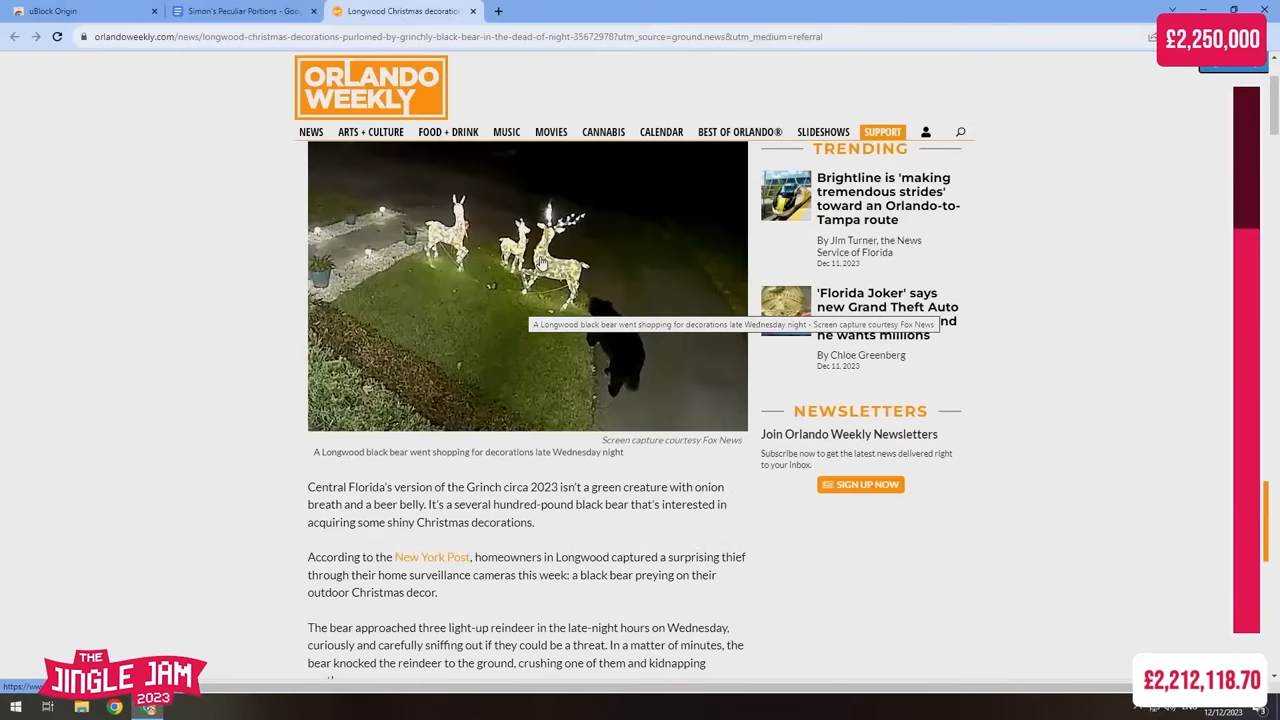 uBlock Origin
Simon's Peculiar Potions - Goo
Longwood Christmas decoration
£2,250,000
orlandoweekly.com/news/longwood-christmas-decorations-purloined-by-grinchly-black-bear-in-the-dead-of-night-35672978?utm_source=ground.news&utm_medium=referral
ORLANDO
WEEKLY
NEWS ARTS + CULTURE FOOD + DRINK MUSIC MOVIES CANNABIS CALENDAR BEST OF ORLANDO® SLIDESHOWS SUPPORT
TRENDING
Brightline is 'making
tremendous strides'
toward an Orlando-to-
Tampa route
By Jim Turner, the News
Service of Florida
Dec 11, 2023
'Florida Joker' says
new Grand Theft Auto
nd
he wants millions
By Chloe Greenberg
Dec 11, 2023
A Longwood black bear went shopping for decorations late Wednesday night - Screen capture courtesy Fox News
NEWSLETTERS
Join Orlando Weekly Newsletters
Subscribe now to get the latest news delivered right
to your inbox.
SIGN UP NOW
Screen capture courtesy Fox News
A Longwood black bear went shopping for decorations late Wednesday night
Central Florida's version of the Grinch circa 2023 isn't a green creature with onion
breath and a beer belly. It's a several hundred-pound black bear that's interested in
acquiring some shiny Christmas decorations.
According to the New York Post, homeowners in Longwood captured a surprising thief
through their home surveillance cameras this week: a black bear preying on their
outdoor Christmas decor.
The bear approached three light-up reindeer in the late-night hours on Wednesday,
curiously and carefully sniffing out if they could be a threat. In a matter of minutes, the
bear knocked the reindeer to the ground, crushing one of them and kidnapping
THE
JINGLE JAM
2023
£2,212,118.70
12/12/2023